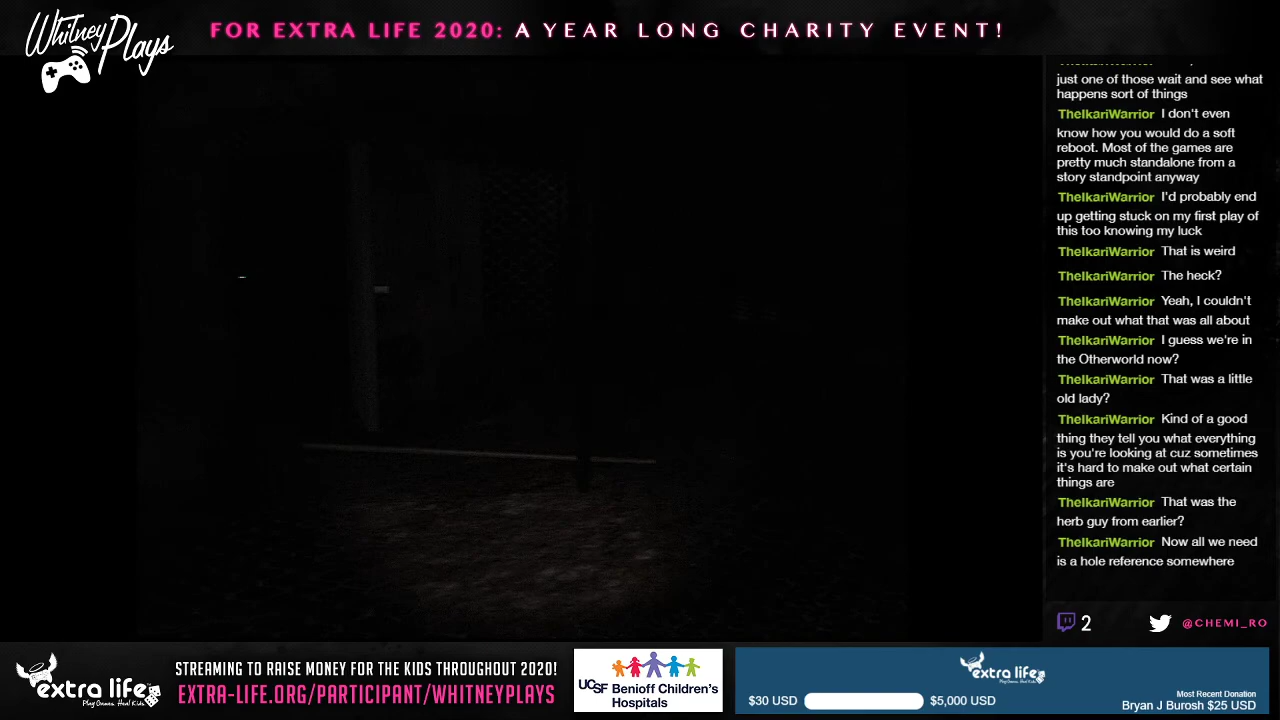 Whitney Plays
FOR EXTRA LIFE 2020: A YEAR LONG CHARITY EVENT!
just one of those wait and see what
happens sort of things
TheIkariWarrior I don't even
know how you would do a soft
reboot. Most of the games are
pretty much standalone from a
story standpoint anyway
TheIkariWarrior I'd probably end
up getting stuck on my first play of
this too knowing my luck
TheIkariWarrior That is weird
TheIkariWarrior The heck?
TheIkariWarrior Yeah, I couldn't
make out what that was all about
TheIkariWarrior I guess we're in
the Otherworld now?
TheIkariWarrior That was a little
old lady?
TheIkariWarrior Kind of a good
thing they tell you what everything
is you're looking at cuz sometimes
it's hard to make out what certain
things are
TheIkariWarrior That was the
herb guy from earlier?
TheIkariWarrior Now all we need
is a hole reference somewhere
2
@CHEMI_RO
extra life
Play Games. Heal Kids.
STREAMING TO RAISE MONEY FOR THE KIDS THROUGHOUT 2020!
EXTRA-LIFE.ORG/PARTICIPANT/WHITNEYPLAYS
UCSF Benioff Children's
Hospitals
extra life
Play Games. Heal Kids.
$30 USD
$5,000 USD
Most Recent Donation
Bryan J Burosh $25 USD